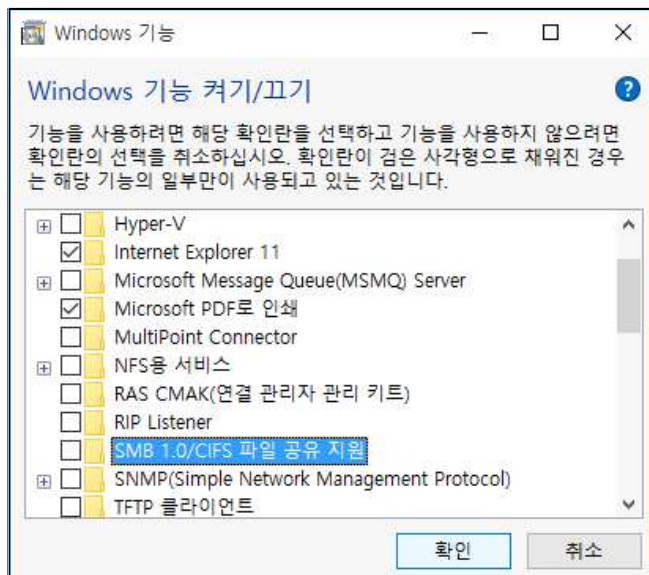 Windows 기능
Windows 기능 켜기/끄기
기능을 사용하려면 해당 확인란을 선택하고 기능을 사용하지 않으려면
확인란의 선택을 취소하십시오. 확인란이 검은 사각형으로 채워진 경우
는 해당 기능의 일부만이 사용되고 있는 것입니다.
Hyper-V
Internet Explorer 11
Microsoft Message Queue(MSMQ) Server
Microsoft PDF로 인쇄
MultiPoint Connector
NFS용 서비스
RAS CMAK(연결 관리자 관리 키트)
RIP Listener
SMB 1.0/CIFS 파일 공유 지원
SNMP(Simple Network Management Protocol)
TFTP 클라이언트
확인 취소